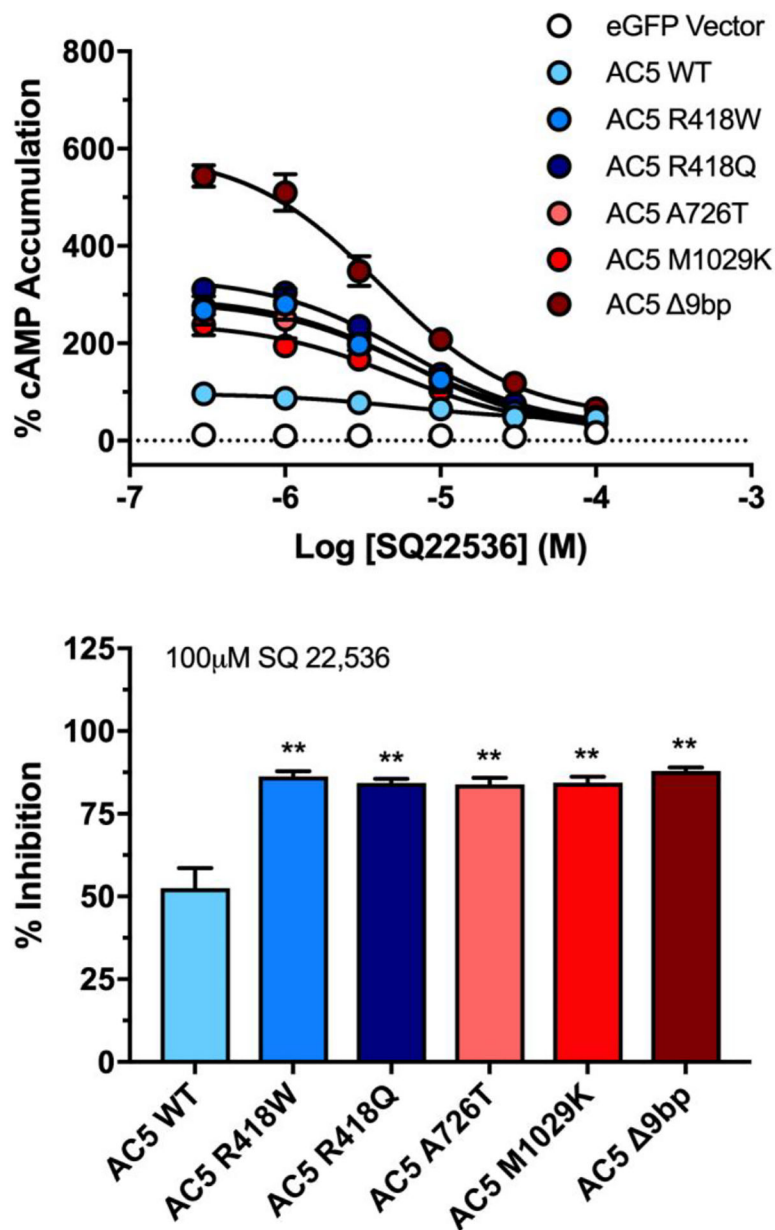 eGFP Vector
AC5 WT
AC5 R418W
AC5 R418Q
AC5 A726T
AC5 M1029K
AC5 Δ9bp
% cAMP Accumulation
800
600
400
200
0
-7 -6 -5 -4 -3
Log [SQ22536] (M)
100μM SQ 22,536
% Inhibition
125
100
75
50
25
0
** ** ** ** **
AC5 WT
AC5 R418W
AC5 R418Q
AC5 A726T
AC5 M1029K
AC5 Δ9bp